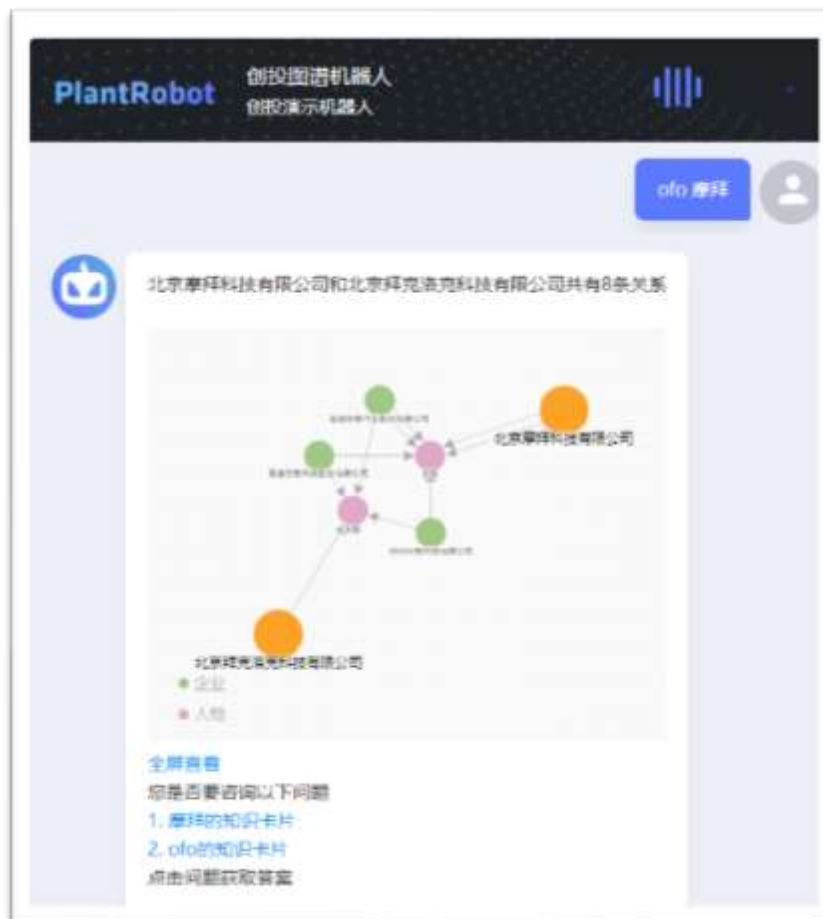 PlantRobot
创投图谱机器人
创投演示机器人
ofo 摩拜
北京摩拜科技有限公司和北京拜克洛克科技有限公司共有8条关系
北京摩拜科技有限公司
北京拜克洛克科技有限公司
企业
人物
全屏查看
您是否要咨询以下问题
1. 摩拜的知识卡片
2. ofo的知识卡片
点击问题获取答案